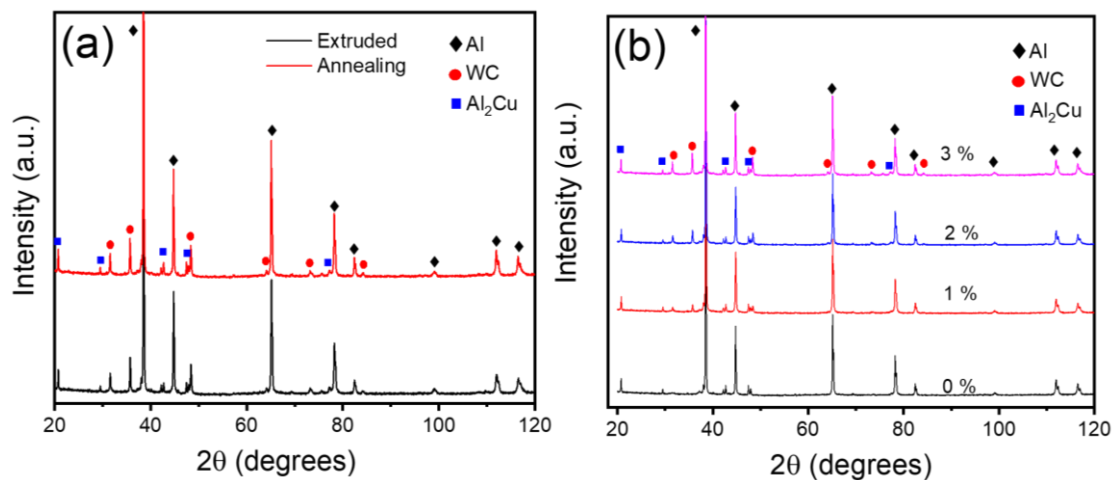 (a)
Extruded
Annealing
Al
WC
Al₂Cu
Intensity (a.u.)
20 40 60 80 100 120
2θ (degrees)
(b)
Al
WC
Al₂Cu
3 %
2 %
1 %
0 %
Intensity (a.u.)
20 40 60 80 100 120
2θ (degrees)